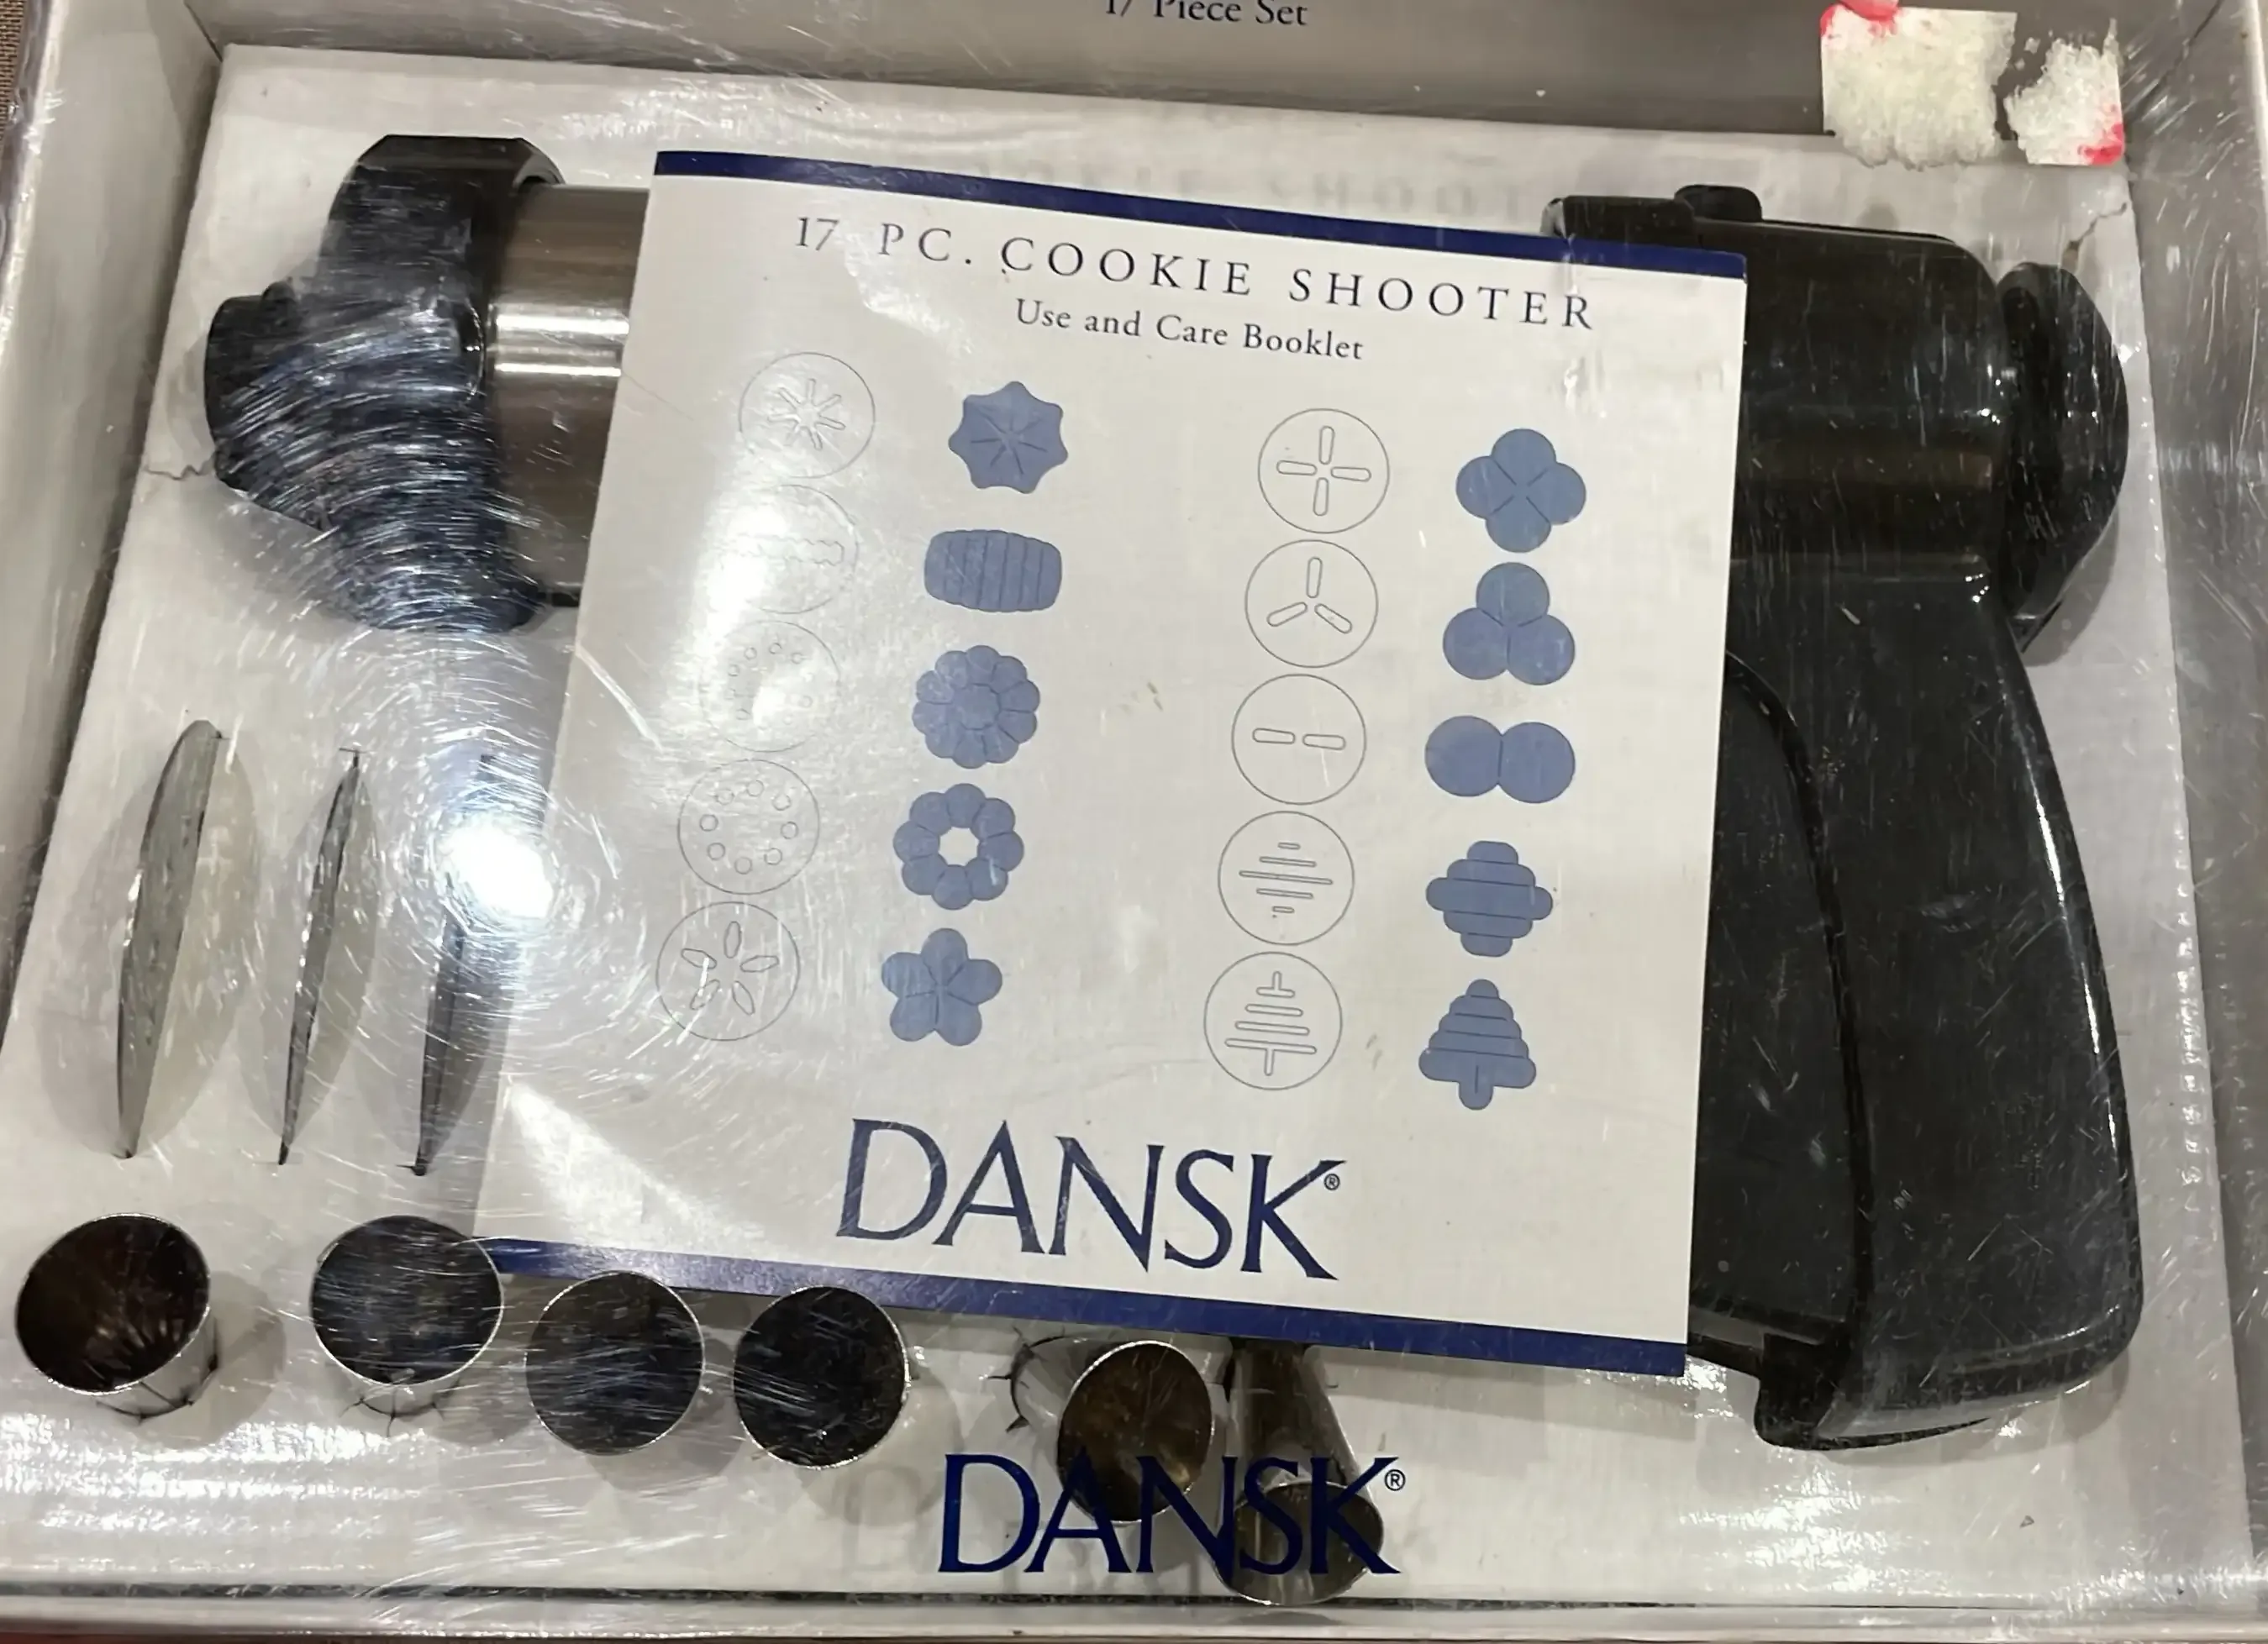 17 Piece Set
17 PC. COOKIE SHOOTER
Use and Care Booklet
DANSK®
DANSK®